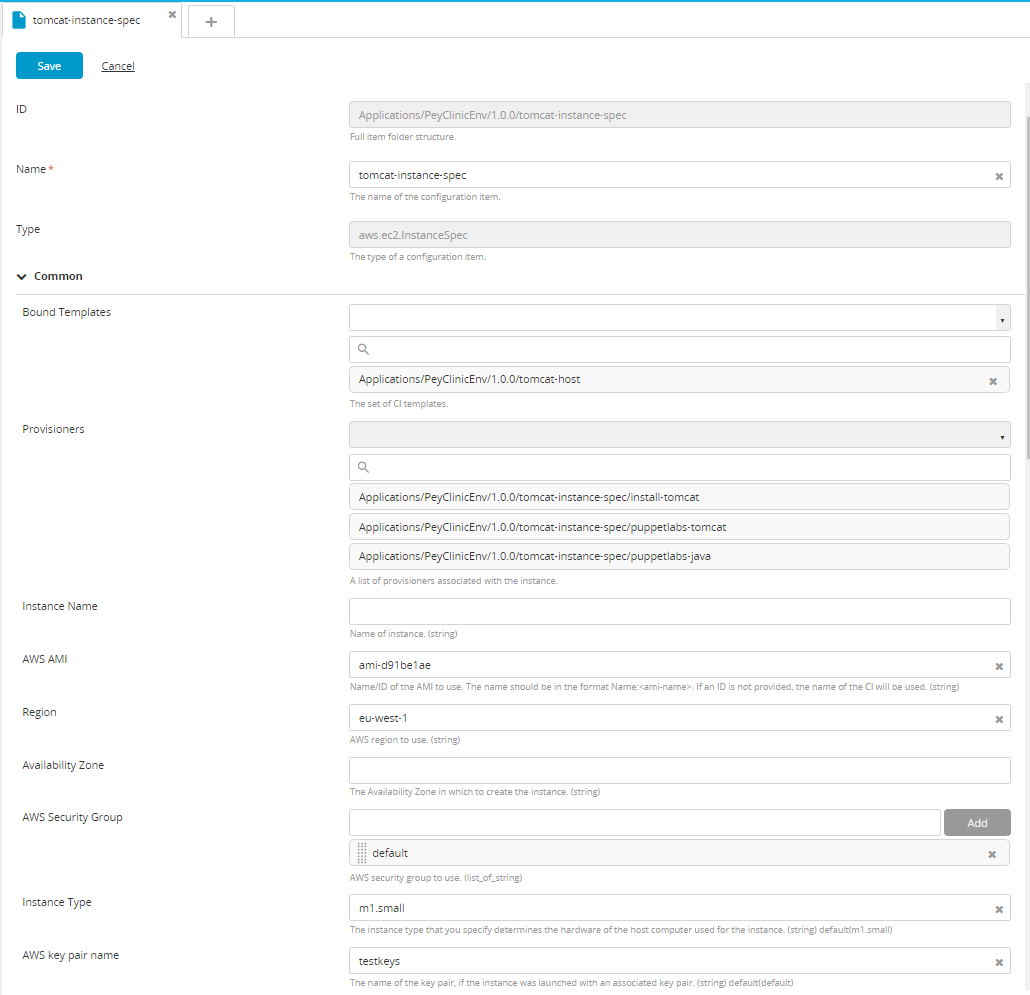 tomcat-instance-spec
Save Cancel
ID
Applications/PeyClinicEnv/1.0.0/tomcat-instance-spec
Full item folder structure.
Name *
tomcat-instance-spec
The name of the configuration item.
Type
aws.ec2.InstanceSpec
The type of a configuration item.
Common
Bound Templates
Applications/PeyClinicEnv/1.0.0/tomcat-host
The set of CI templates.
Provisioners
Applications/PeyClinicEnv/1.0.0/tomcat-instance-spec/install-tomcat
Applications/PeyClinicEnv/1.0.0/tomcat-instance-spec/puppetlabs-tomcat
Applications/PeyClinicEnv/1.0.0/tomcat-instance-spec/puppetlabs-java
A list of provisioners associated with the instance.
Instance Name
Name of instance. (string)
AWS AMI
ami-d91be1ae
Name/ID of the AMI to use. The name should be in the format Name:<ami-name>. If an ID is not provided, the name of the CI will be used. (string)
Region
eu-west-1
AWS region to use. (string)
Availability Zone
The Availability Zone in which to create the instance. (string)
AWS Security Group
Add
default
AWS security group to use. (list_of_string)
Instance Type
m1.small
The instance type that you specify determines the hardware of the host computer used for the instance. (string) default(m1.small)
AWS key pair name
testkeys
The name of the key pair, if the instance was launched with an associated key pair. (string) default(default)